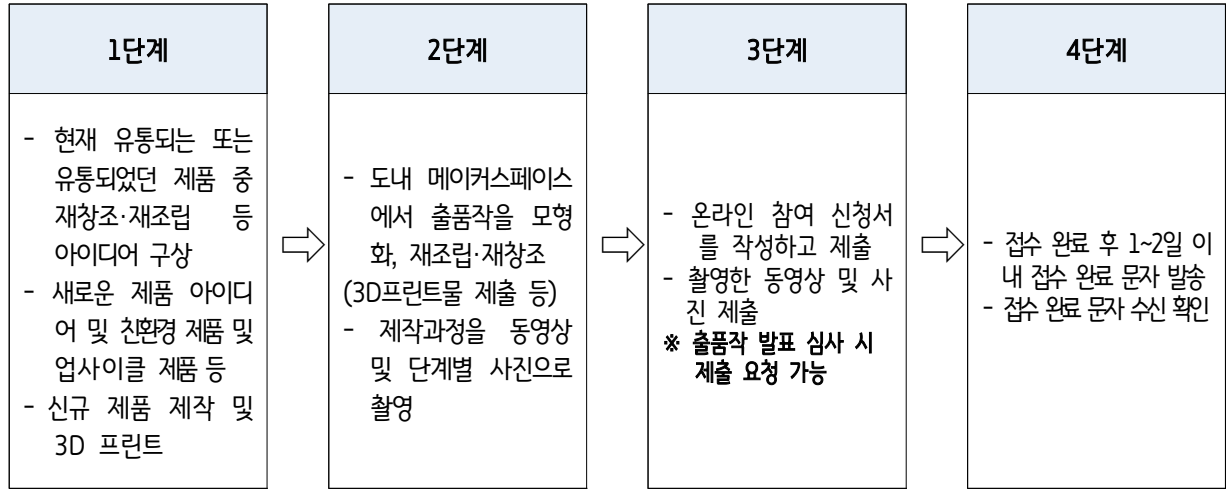 1단계
- 현재 유통되는 또는
유통되었던 제품 중
재창조·재조립 등
아이디어 구상
- 새로운 제품 아이디
어 및 친환경 제품 및
업사이클 제품 등
- 신규 제품 제작 및
3D 프린트
2단계
- 도내 메이커스페이스
에서 출품작을 모형
화, 재조립·재창조
(3D프린트물 제출 등)
- 제작과정을 동영상
및 단계별 사진으로
촬영
3단계
- 온라인 참여 신청서
를 작성하고 제출
- 촬영한 동영상 및 사
진 제출
※ 출품작 발표 심사 시
제출 요청 가능
4단계
- 접수 완료 후 1~2일 이
내 접수 완료 문자 발송
- 접수 완료 문자 수신 확인